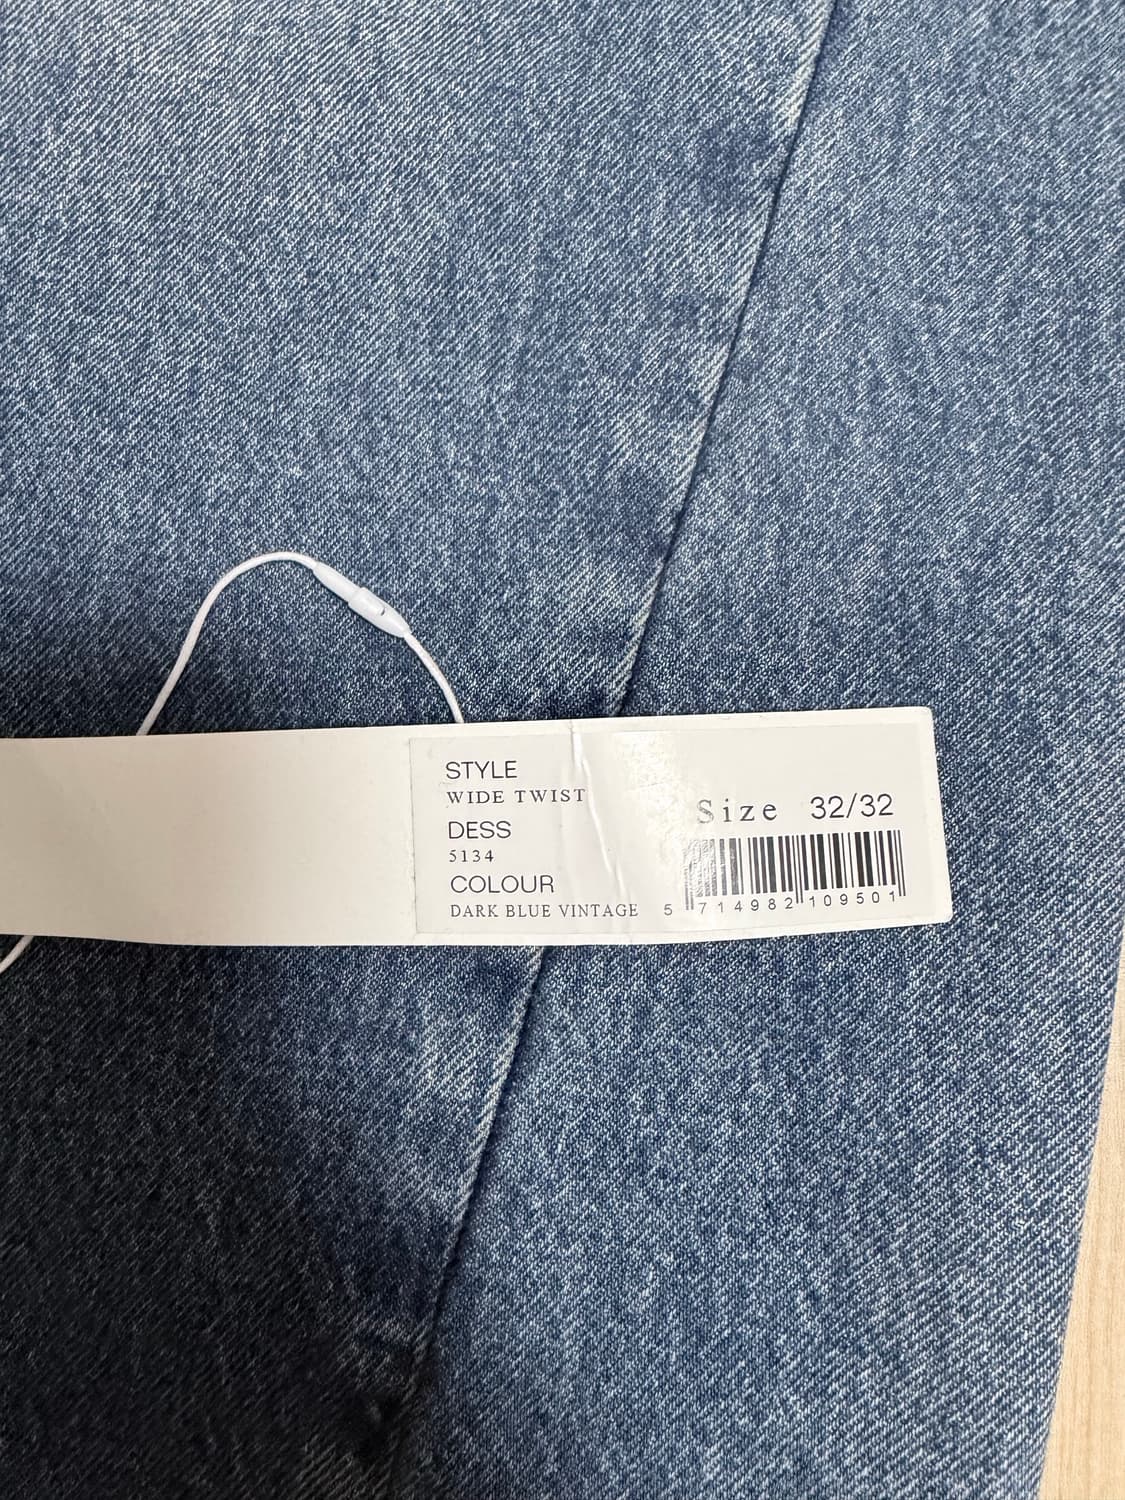 STYLE
WIDE TWIST
DESS
5134
COLOUR
DARK BLUE VINTAGE
Size 32/32
5 714982 109501